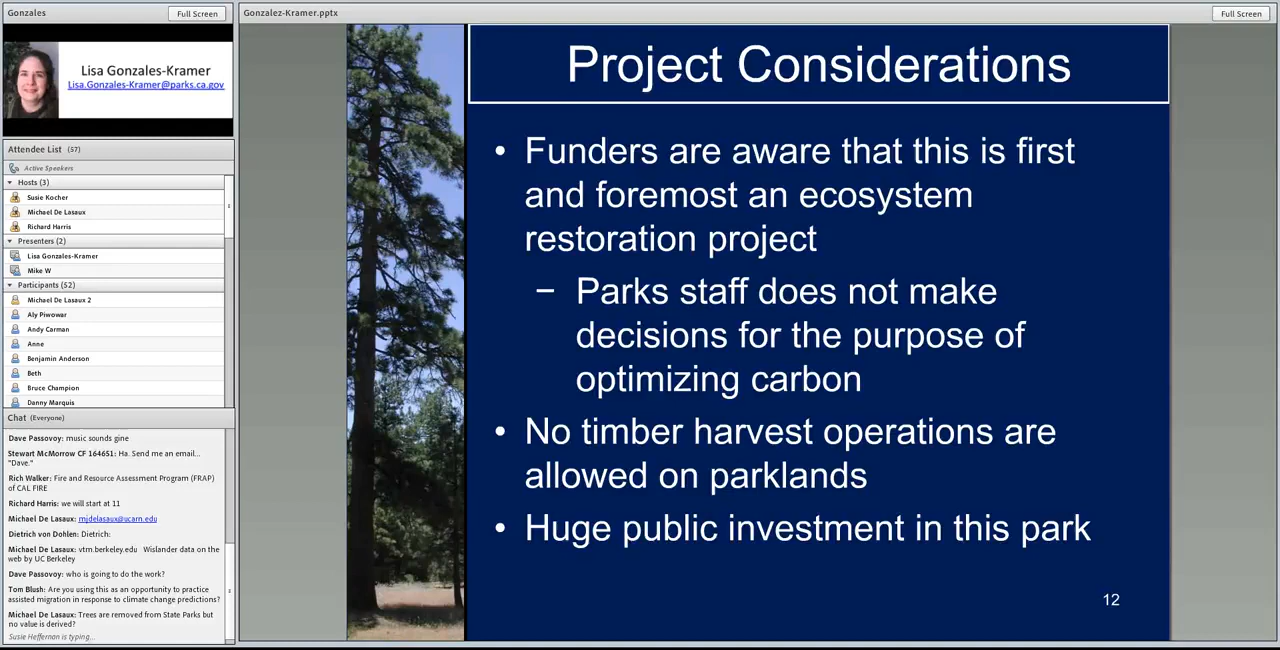 Gonzales
Full Screen
Lisa Gonzales-Kramer
Lisa.Gonzales-Kramer@parks.ca.gov
Attendee List (57)
Active Speakers
Hosts (3)
Susie Kocher
Michael De Lasaux
Richard Harris
Presenters (2)
Lisa Gonzales-Kramer
Mike W
Participants (52)
Michael De Lasaux 2
Aly Piwowar
Andy Carman
Anne
Benjamin Anderson
Beth
Bruce Champion
Danny Marquis
Chat (Everyone)
Dave Passovoy: music sounds gine
Stewart McMorrow CF 164651: Ha. Send me an email...
"Dave."
Rich Walker: Fire and Resource Assessment Program (FRAP)
of CAL FIRE
Richard Harris: we will start at 11
Michael De Lasaux: mjdelasaux@ucanr.edu
Dietrich von Dohlen: Dietrich:
Michael De Lasaux: vtm.berkeley.edu Wislander data on the
web by UC Berkeley
Dave Passovoy: who is going to do the work?
Tom Blush: Are you using this as an opportunity to practice
assisted migration in response to climate change predictions?
Michael De Lasaux: Trees are removed from State Parks but
no value is derived?
Susie Heffernan is typing...
Gonzalez-Kramer.pptx
Full Screen
Project Considerations
• Funders are aware that this is first
and foremost an ecosystem
restoration project
– Parks staff does not make
decisions for the purpose of
optimizing carbon
• No timber harvest operations are
allowed on parklands
• Huge public investment in this park
12